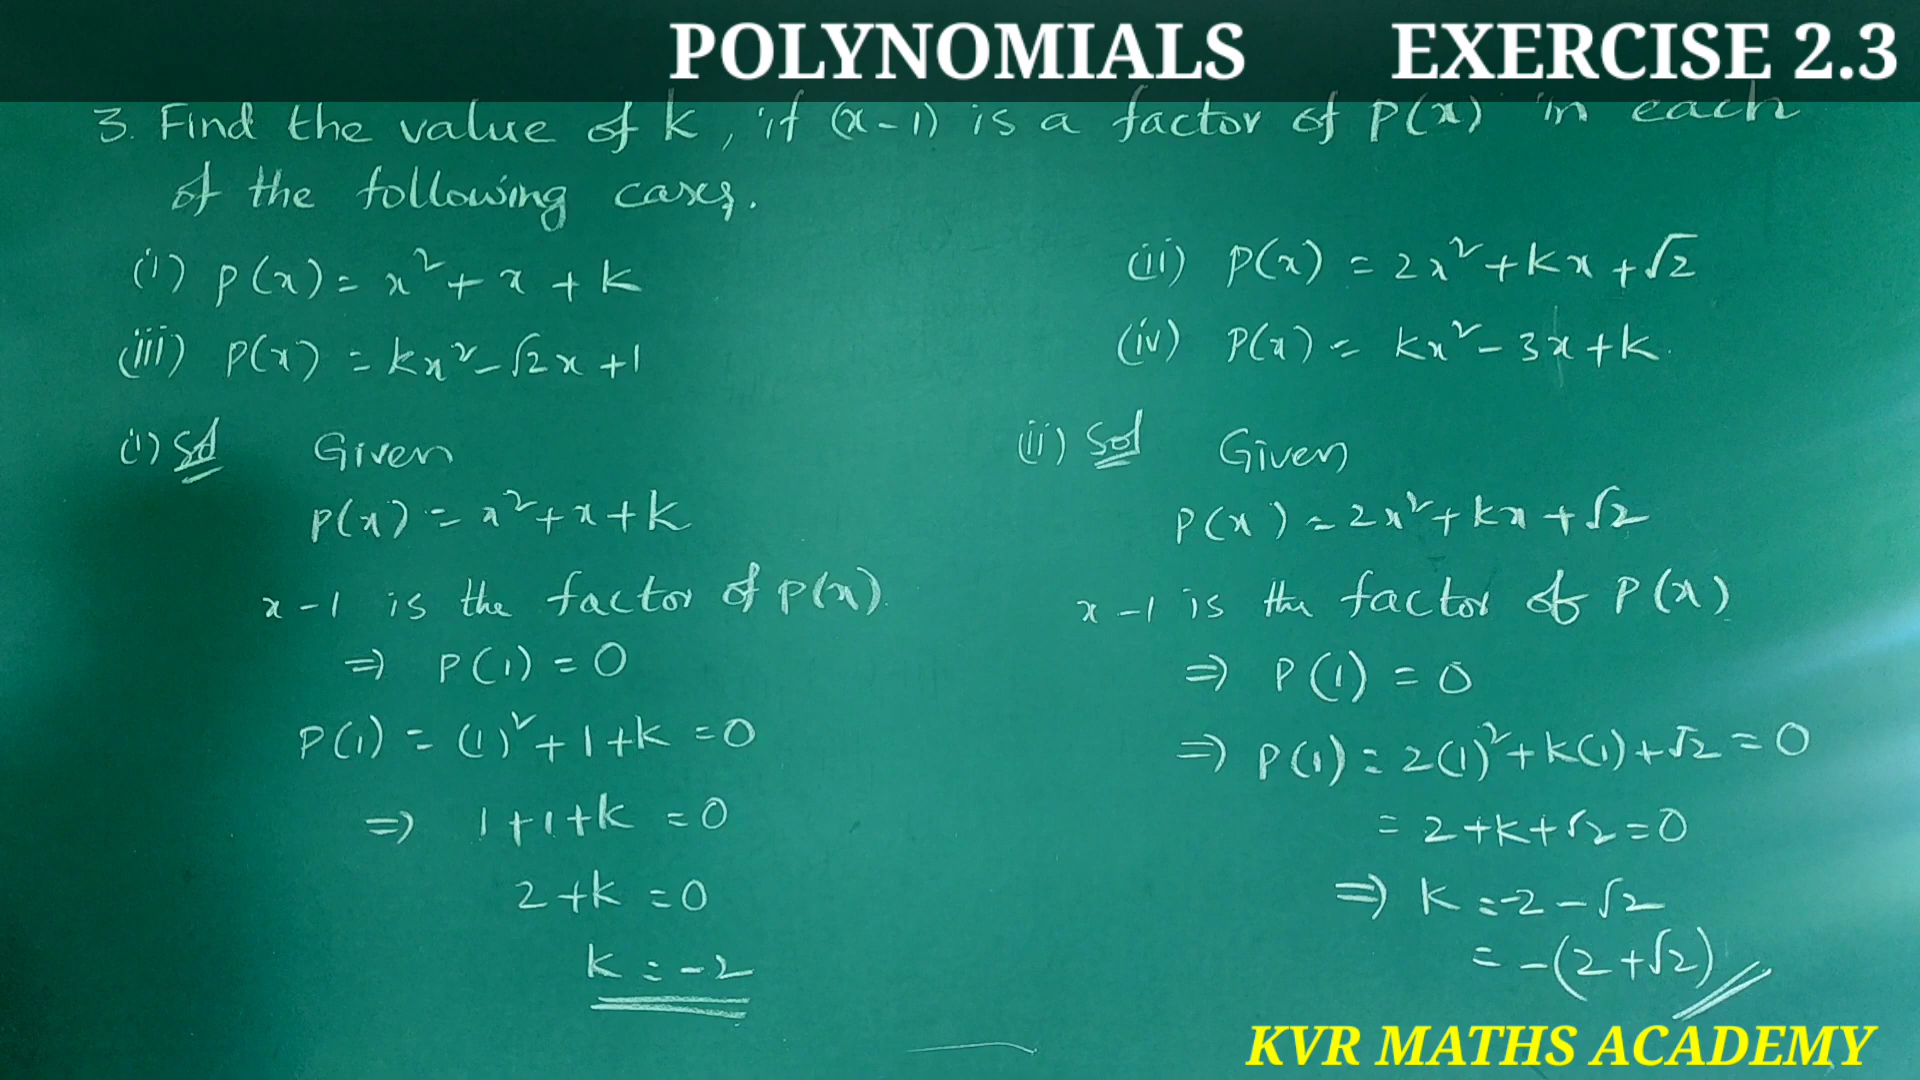 POLYNOMIALS EXERCISE 2.3
3. Find the value of k, if (x-1) is a factor of P(x) in each
of the following cases.
(i) P(x) = x²+x+k
(ii) P(x) = 2x²+kx+√2
(iii) P(x) = kx²-√2x+1
(iv) P(x) = kx²-3x+k.
(i) Sol Given
P(x) = x²+x+k
x-1 is the factor of P(x).
⇒ P(1) = 0
P(1) = (1)²+1+k = 0
⇒ 1+1+k = 0
2+k = 0
k = -2
(ii) Sol Given
P(x) = 2x²+kx+√2
x-1 is the factor of P(x).
⇒ P(1) = 0
⇒ P(1) = 2(1)²+k(1)+√2 = 0
= 2+k+√2 = 0
⇒ k = -2-√2
= -(2+√2)
KVR MATHS ACADEMY